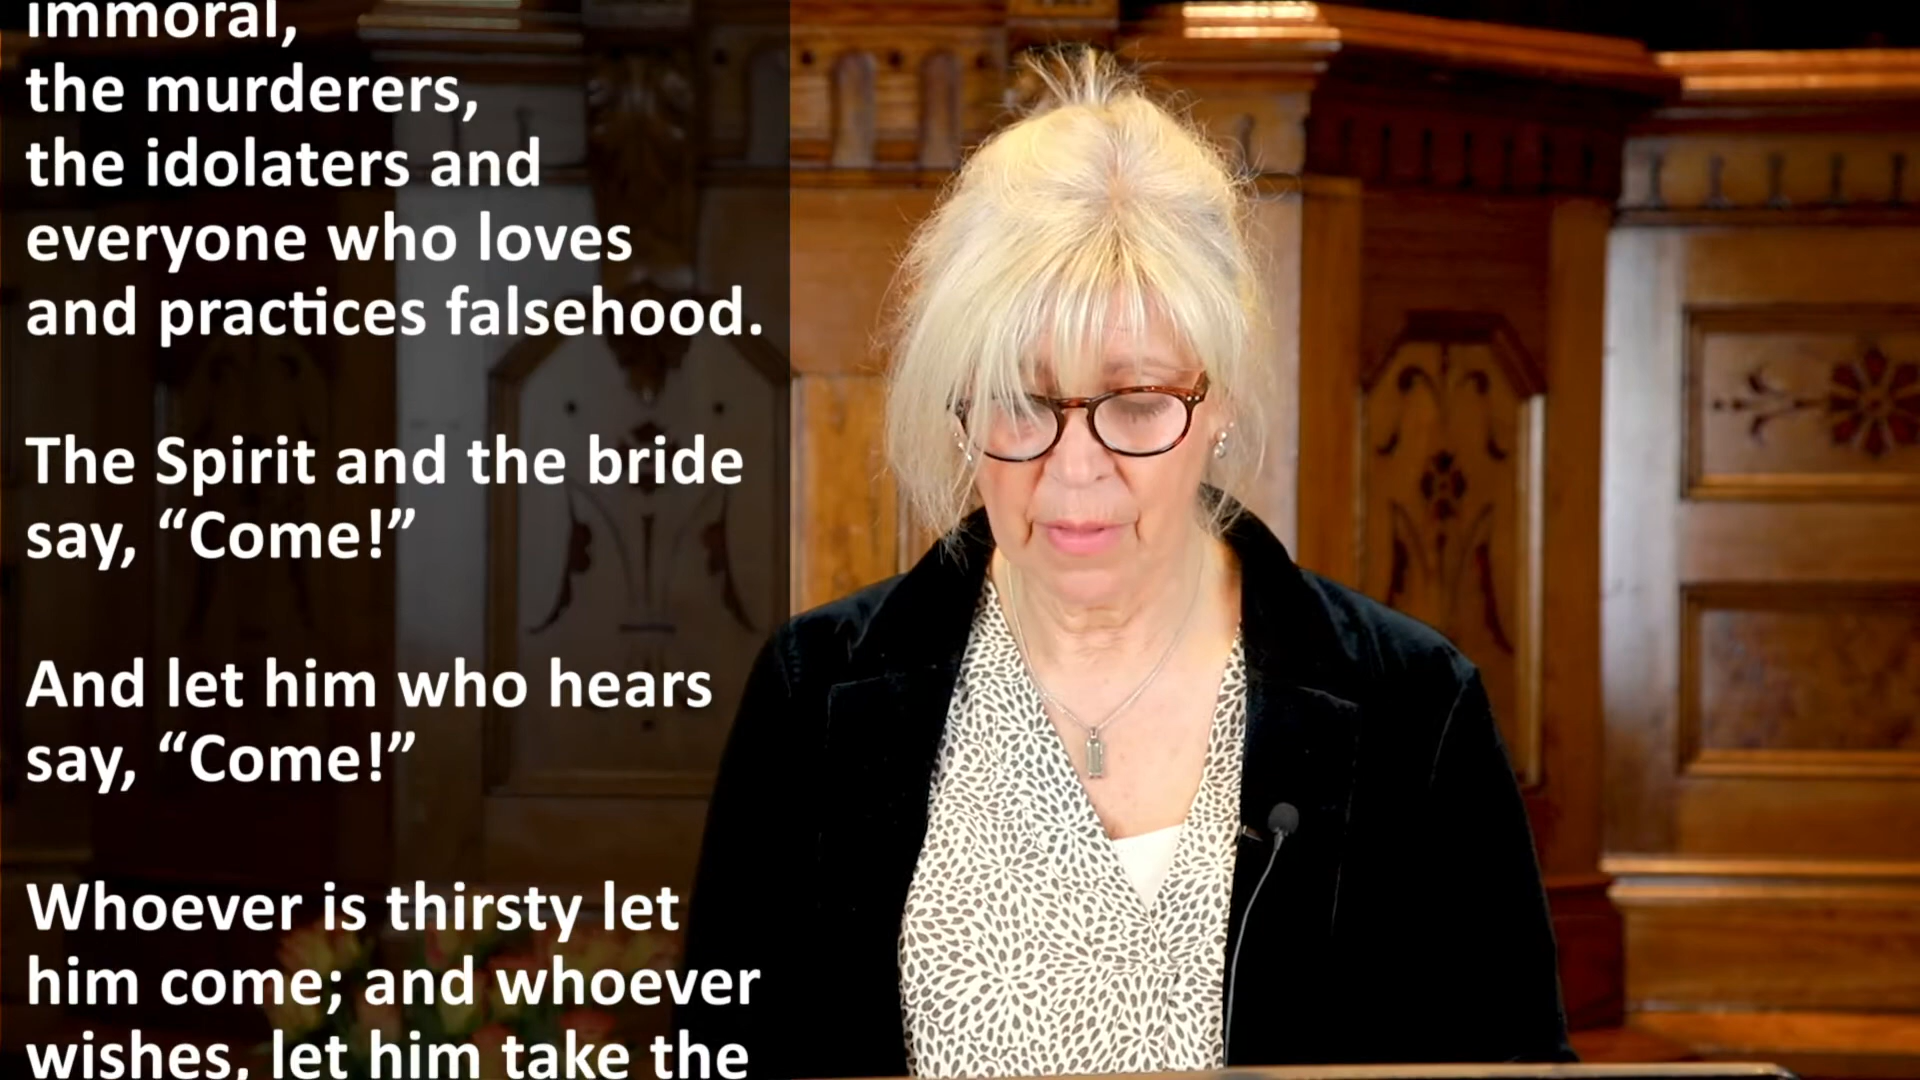 immoral,
the murderers,
the idolaters and
everyone who loves
and practices falsehood.
The Spirit and the bride
say, “Come!”
And let him who hears
say, “Come!”
Whoever is thirsty let
him come; and whoever
wishes, let him take the